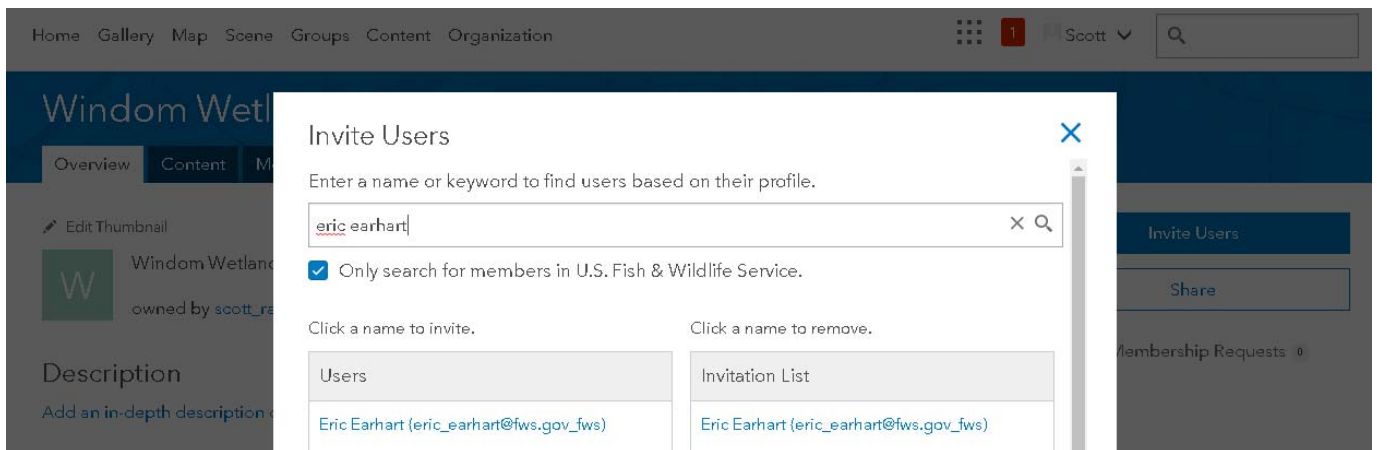 Home Gallery Map Scene Groups Content Organization
1 Scott
Windom Wetl
Overview Content M
Edit Thumbnail
W
Windom Wetland
owned by scott_ra
Description
Add an in-depth description
Invite Users
Enter a name or keyword to find users based on their profile.
eric earhart
Only search for members in U.S. Fish & Wildlife Service.
Click a name to invite.
Users
Eric Earhart (eric_earhart@fws.gov_fws)
Click a name to remove.
Invitation List
Eric Earhart (eric_earhart@fws.gov_fws)
Invite Users
Share
Membership Requests 0